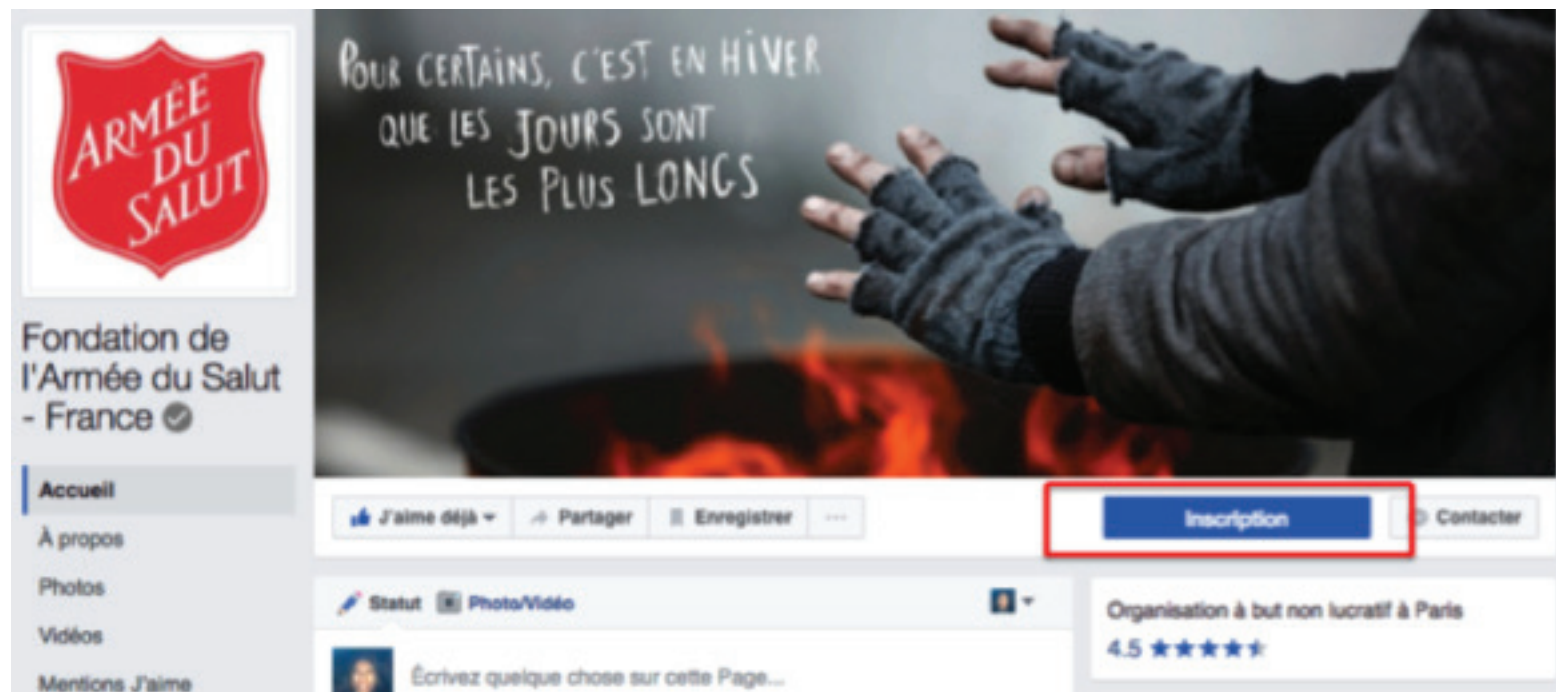 ARMÉE
DU
SALUT
POUR CERTAINS, C'EST EN HIVER
QUE LES JOURS SONT
LES PLUS LONGS
Fondation de
l'Armée du Salut
- France
Accueil
À propos
Photos
Vidéos
Mentions J'aime
J'aime déjà
Partager
Enregistrer
...
Inscription
Contacter
Statut
Photo/Vidéo
Écrivez quelque chose sur cette Page...
Organisation à but non lucratif à Paris
4.5